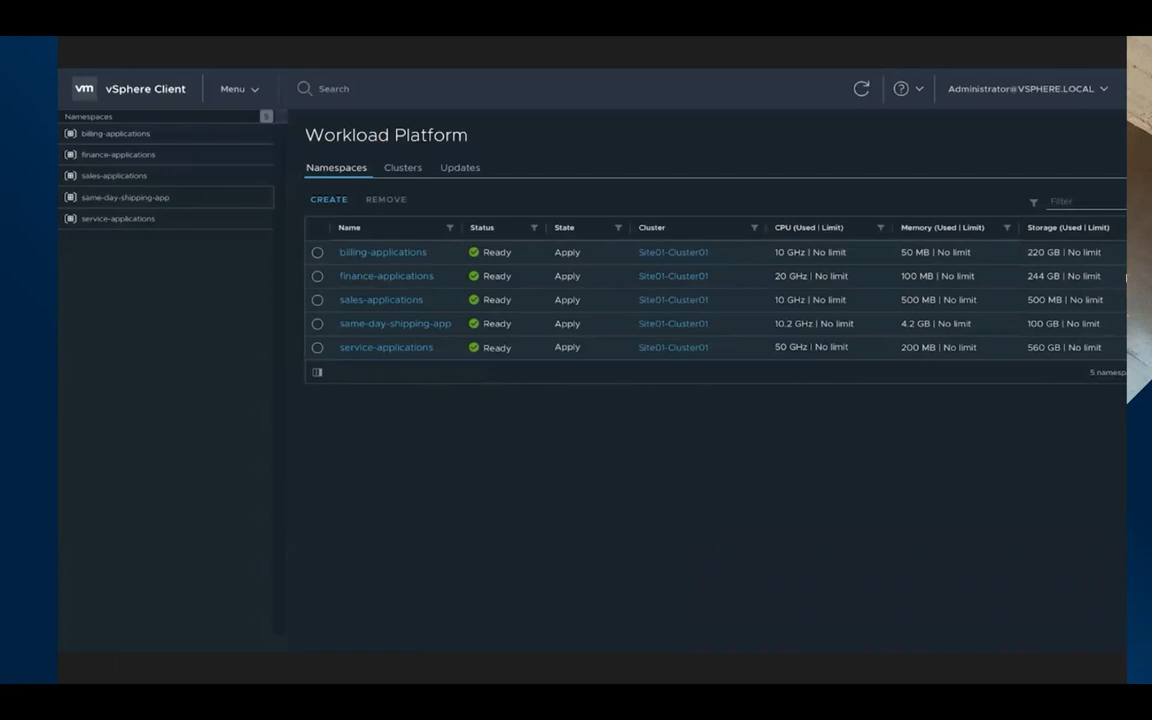 vm vSphere Client Menu Search Administrator@VSPHERE.LOCAL
Namespaces 5
billing-applications
finance-applications
sales-applications
same-day-shipping-app
service-applications
Workload Platform
Namespaces Clusters Updates
CREATE REMOVE
Filter
Name Status State Cluster CPU (Used | Limit) Memory (Used | Limit) Storage (Used | Limit)
billing-applications Ready Apply Site01-Cluster01 10 GHz | No limit 50 MB | No limit 220 GB | No limit
finance-applications Ready Apply Site01-Cluster01 20 GHz | No limit 100 MB | No limit 244 GB | No limit
sales-applications Ready Apply Site01-Cluster01 10 GHz | No limit 500 MB | No limit 500 MB | No limit
same-day-shipping-app Ready Apply Site01-Cluster01 10.2 GHz | No limit 4.2 GB | No limit 100 GB | No limit
service-applications Ready Apply Site01-Cluster01 50 GHz | No limit 200 MB | No limit 560 GB | No limit
5 namesp